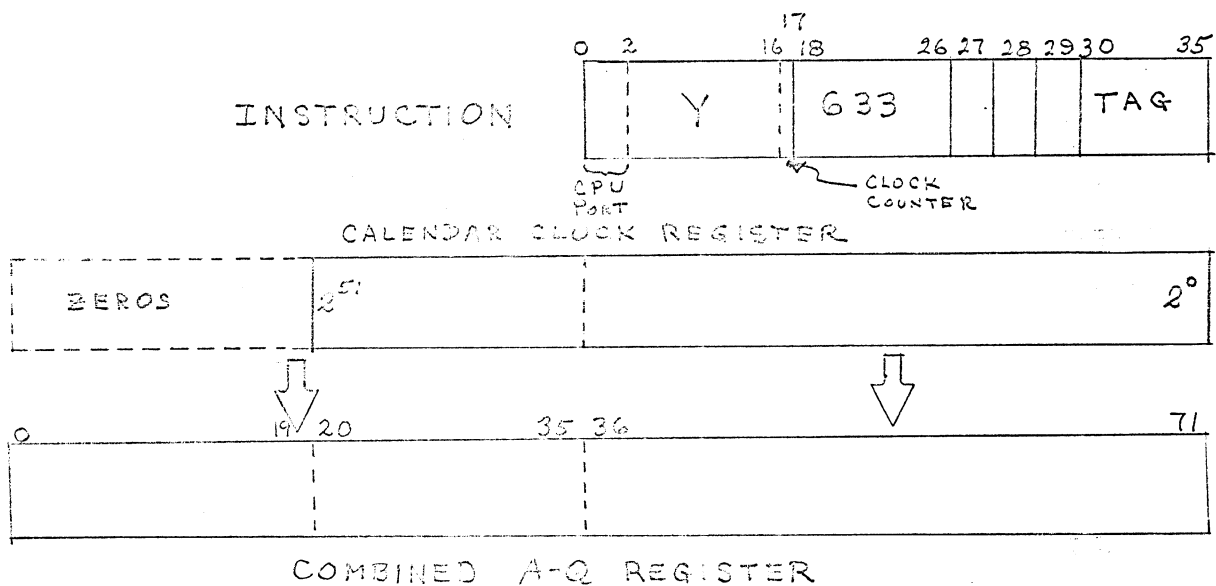 17
0 2 16 18 26 27 28 29 30 35
INSTRUCTION Y 633 TAG
CPU
PORT
CLOCK
COUNTER
CALENDAR CLOCK REGISTER
ZEROS 2^51 2^0
0 19 20 35 36 71
COMBINED A-Q REGISTER